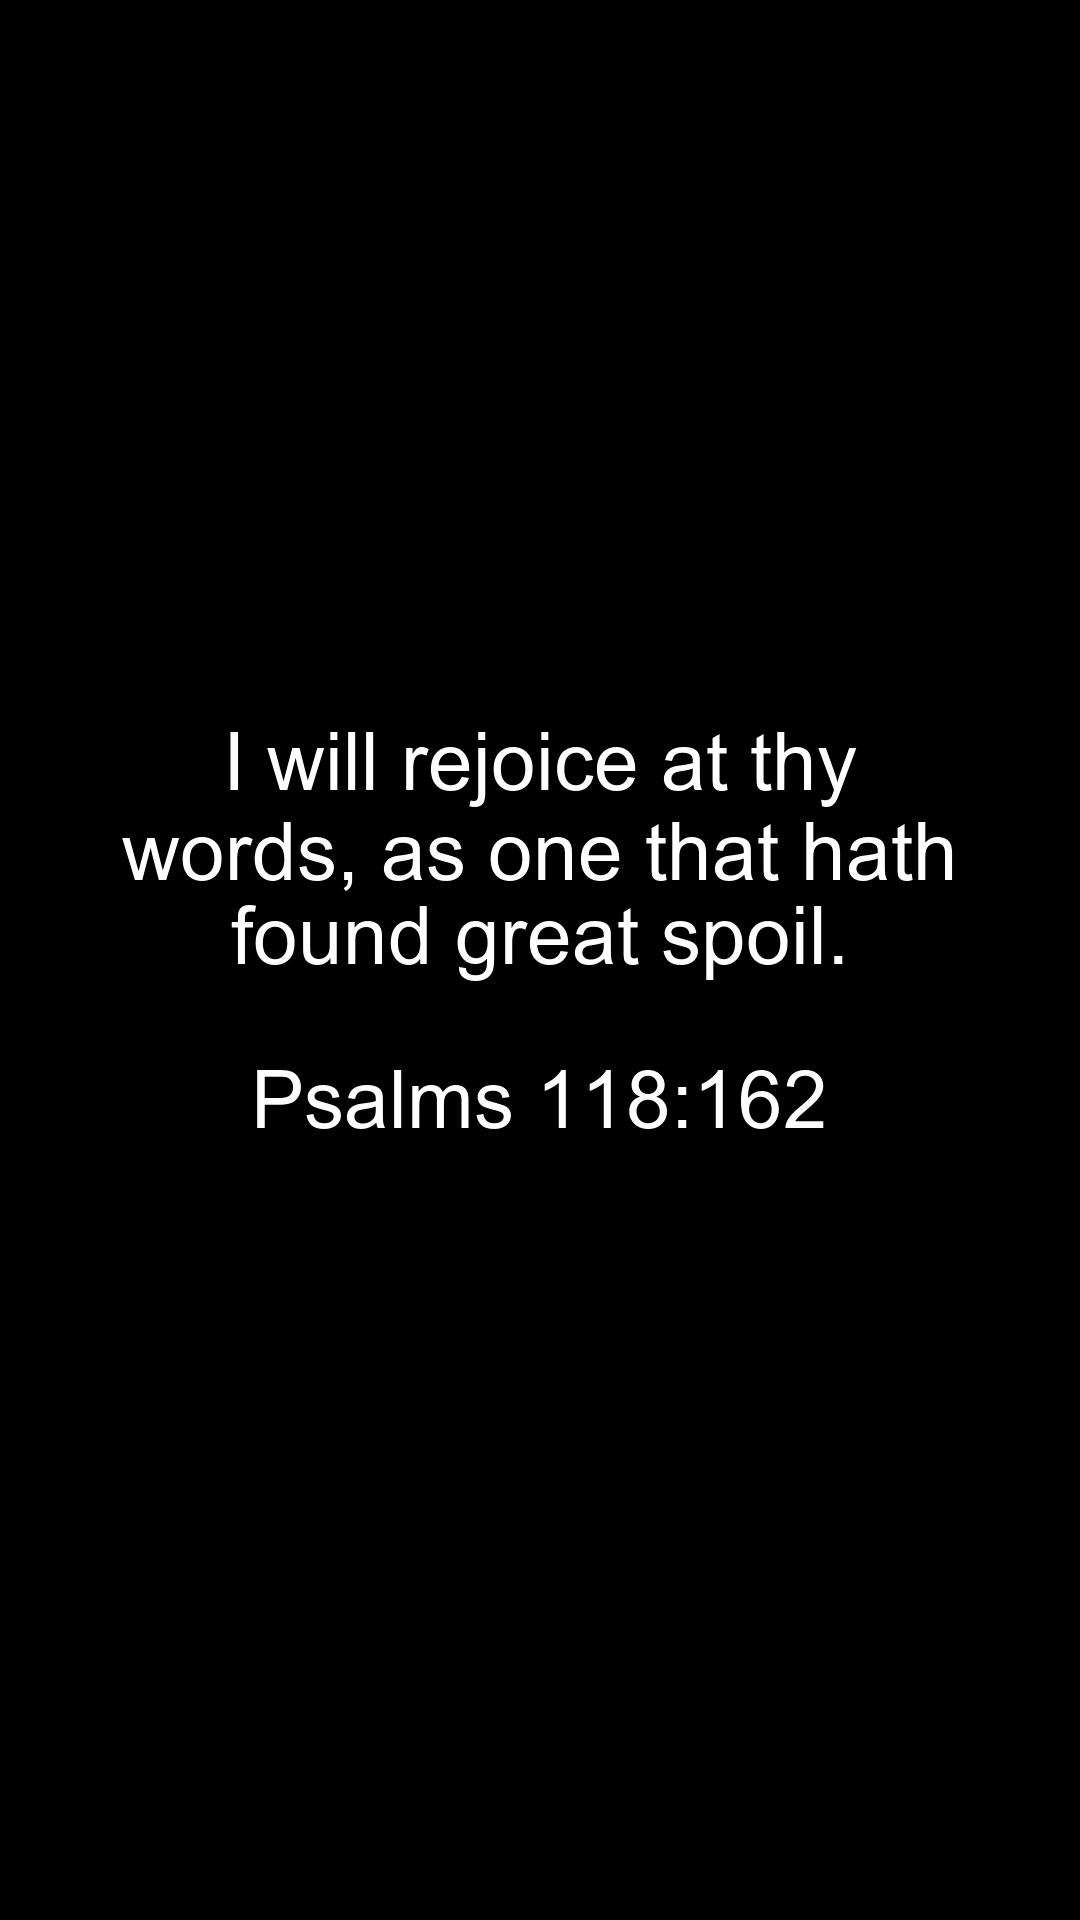 I will rejoice at thy
words, as one that hath
found great spoil.
Psalms 118:162